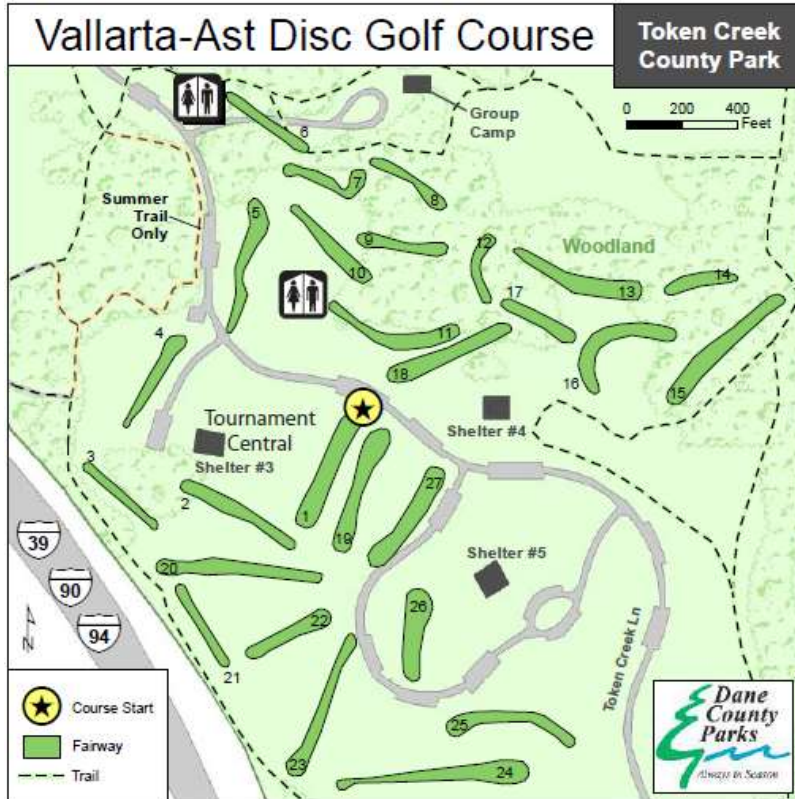 Vallarta-Ast Disc Golf Course
Token Creek
County Park
0 200 400
Feet
Group
Camp
6
7
8
Summer
Trail
Only
5
9
10
12
Woodland
13
14
17
11
18
4
16
15
Tournament
Central
Shelter #3
Shelter #4
3
2
1
19
27
Shelter #5
39
90
94
20
26
22
21
N
Token Creek Ln
25
23
24
Course Start
Fairway
Trail
Dane
County
Parks
Always in Season